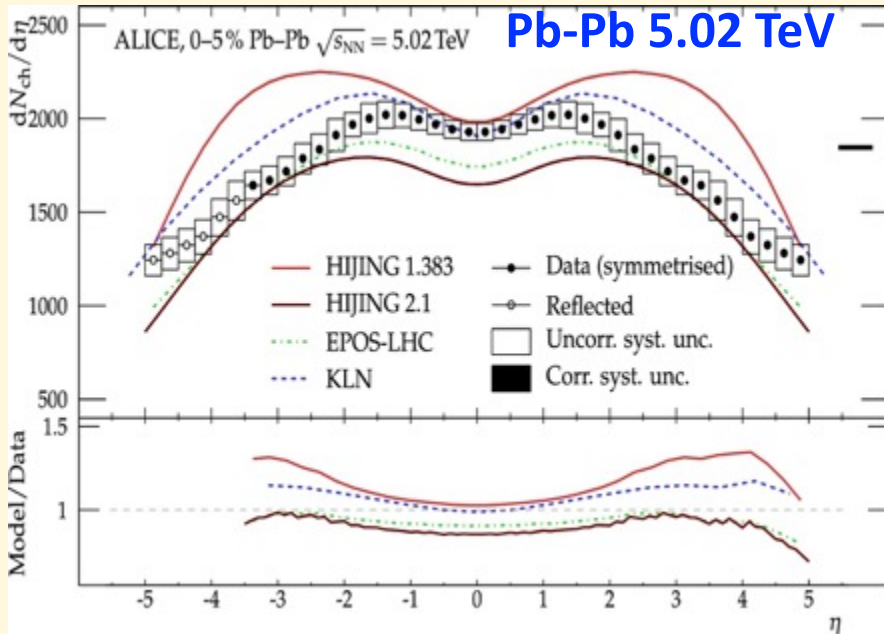 Pb-Pb 5.02 TeV
ALICE, 0–5% Pb–Pb √sNN = 5.02 TeV
dNch/dη
2000
1500
1000
500
HIJING 1.383
HIJING 2.1
EPOS-LHC
KLN
Data (symmetrised)
Reflected
Uncorr. syst. unc.
Corr. syst. unc.
Model/Data
1.5
1
-5 -4 -3 -2 -1 0 1 2 3 4 5
η